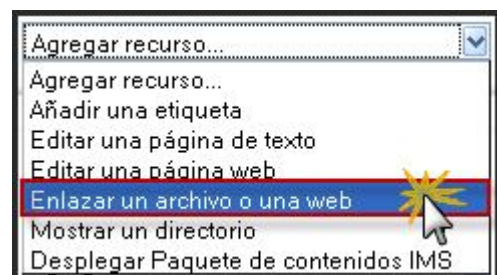 Agregar recurso...
Agregar recurso...
Añadir una etiqueta
Editar una página de texto
Editar una página web
Enlazar un archivo o una web
Mostrar un directorio
Desplegar Paquete de contenidos IMS